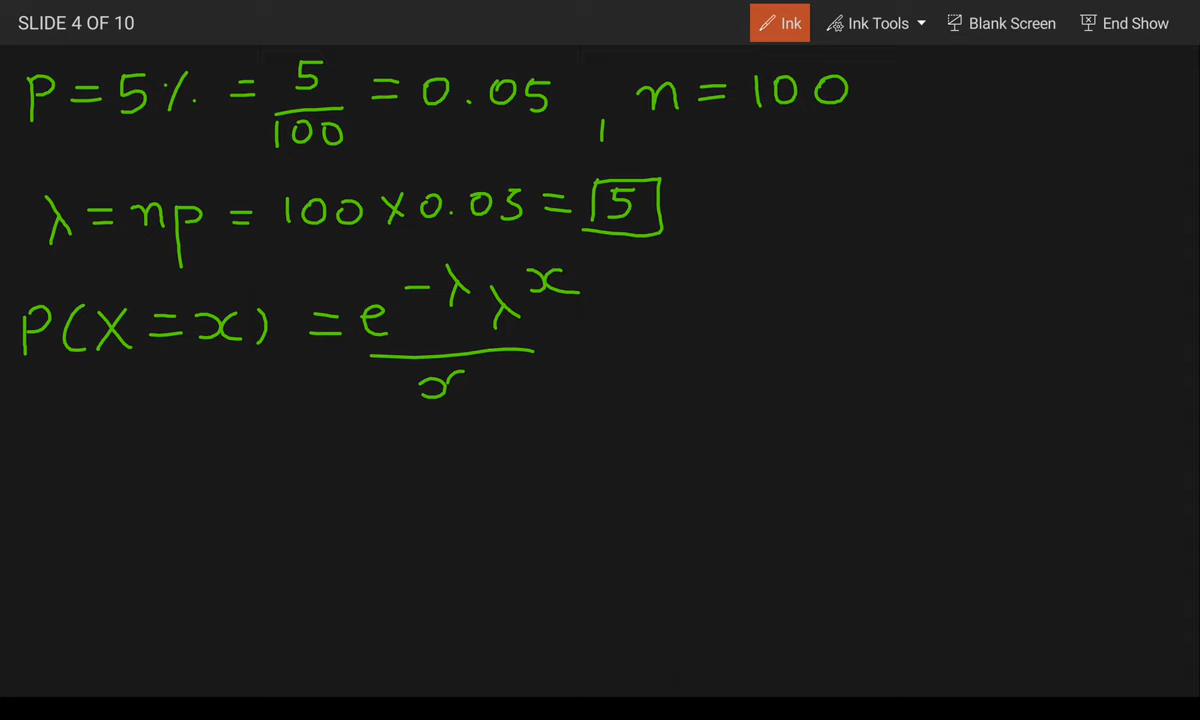 SLIDE 4 OF 10 Ink Ink Tools Blank Screen End Show
P = 5% = 5/100 = 0.05, n = 100
λ = np = 100 × 0.05 = 5
P(X = x) = e^-λ λ^x / x